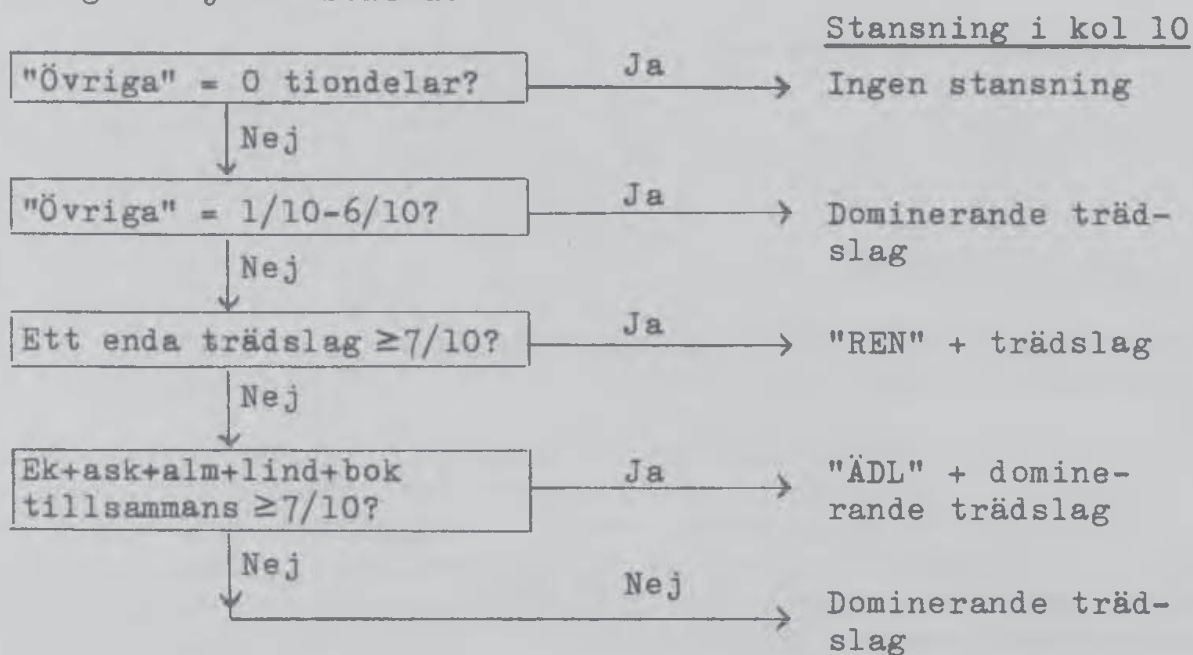 Stansning i kol 10
"Övriga" = 0 tiondelar? Ja Ingen stansning
Nej
"Övriga" = 1/10-6/10? Ja Dominerande träd-
slag
Nej
Ett enda trädslag ≥7/10? Ja "REN" + trädslag
Nej
Ek+ask+alm+lind+bok Ja "ÄDL" + domine-
tillsammans ≥7/10? rande trädslag
Nej
Nej Dominerande träd-
slag